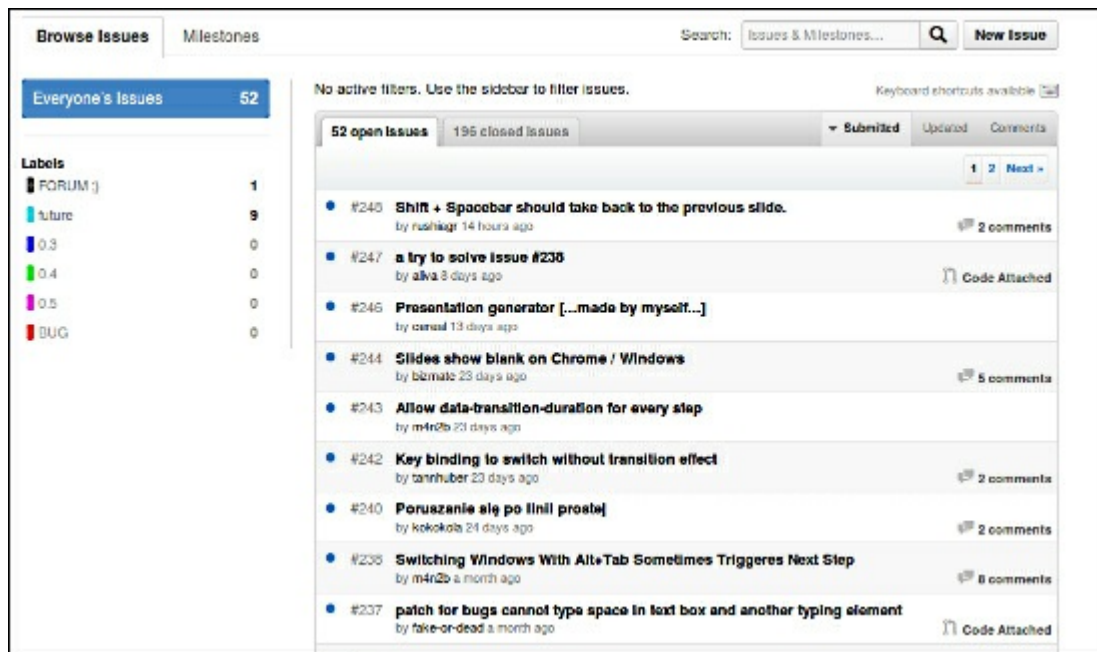 Browse Issues Milestones Search: Issues & Milestones... New Issue
Everyone's Issues 52
No active filters. Use the sidebar to filter issues. Keyboard shortcuts available
52 open issues 196 closed issues Submitted Updated Comments
Labels
FORUM ;) 1
future 9
0.3 0
0.4 0
0.5 0
BUG 0
1 2 Next »
#248 Shift + Spacebar should take back to the previous slide.
by rushiagr 14 hours ago 2 comments
#247 a try to solve issue #238
by aliva 8 days ago Code Attached
#246 Presentation generator [...made by myself...]
by cereal 13 days ago
#244 Slides show blank on Chrome / Windows
by bizmate 23 days ago 5 comments
#243 Allow data-transition-duration for every step
by m4n2b 23 days ago
#242 Key binding to switch without transition effect
by tannhuber 23 days ago 2 comments
#240 Poruszanie się po linii prostej
by kokokola 24 days ago 2 comments
#238 Switching Windows With Alt+Tab Sometimes Triggeres Next Step
by m4n2b a month ago 8 comments
#237 patch for bugs cannot type space in text box and another typing element
by fake-or-dead a month ago Code Attached